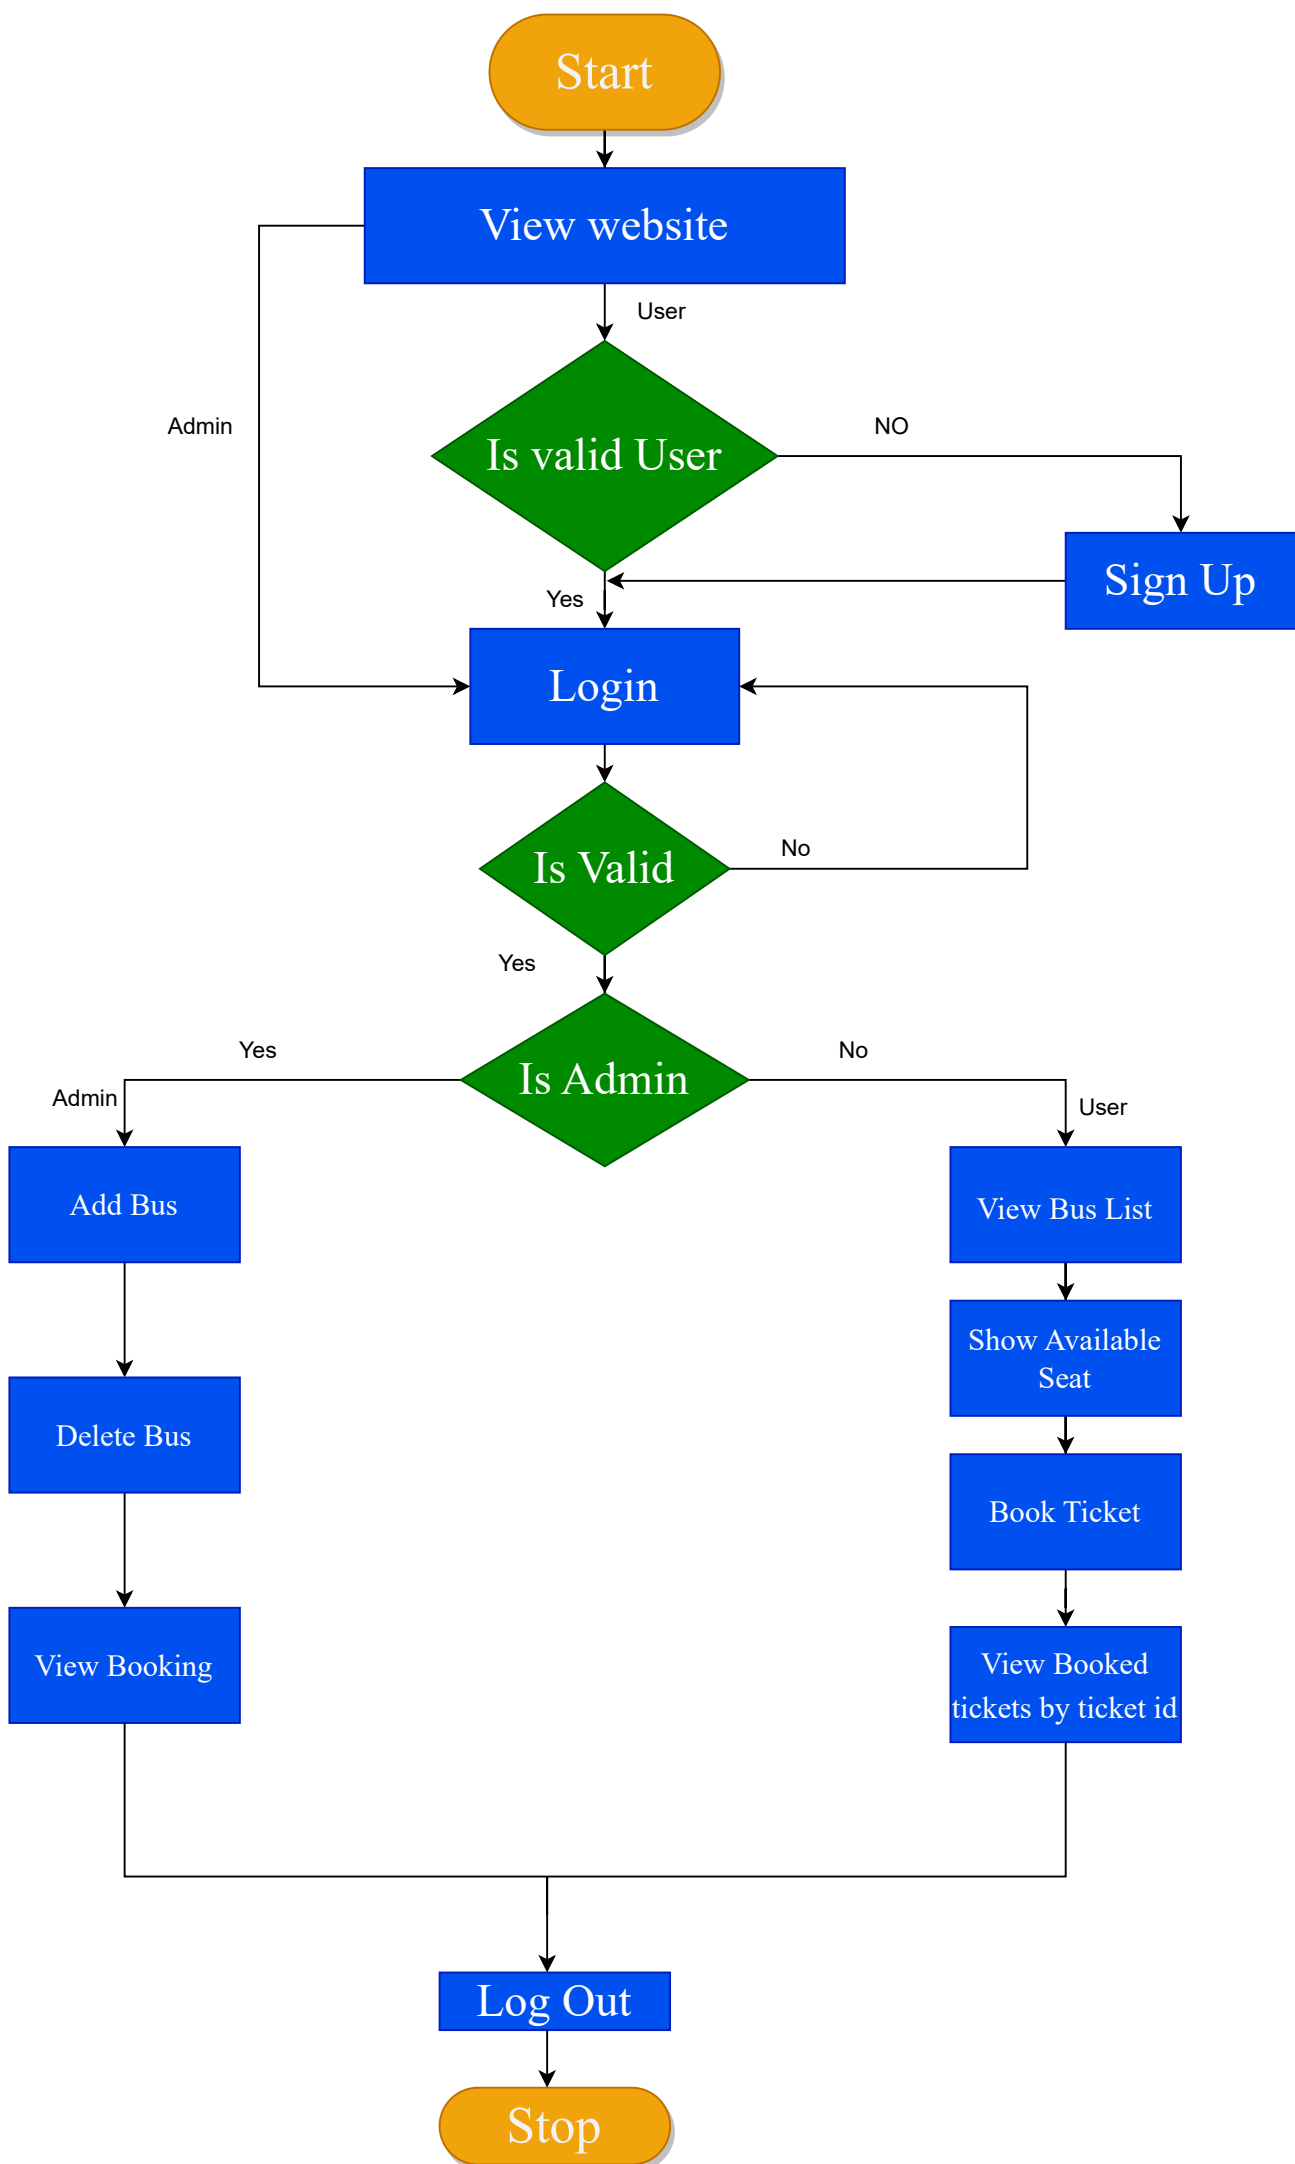 Start
View website
User
Admin
NO
Is valid User
Sign Up
Yes
Login
No
Is Valid
Yes
Yes
No
Is Admin
Admin
User
Add Bus
View Bus List
Show Available
Seat
Delete Bus
Book Ticket
View Booking
View Booked
tickets by ticket id
Log Out
Stop